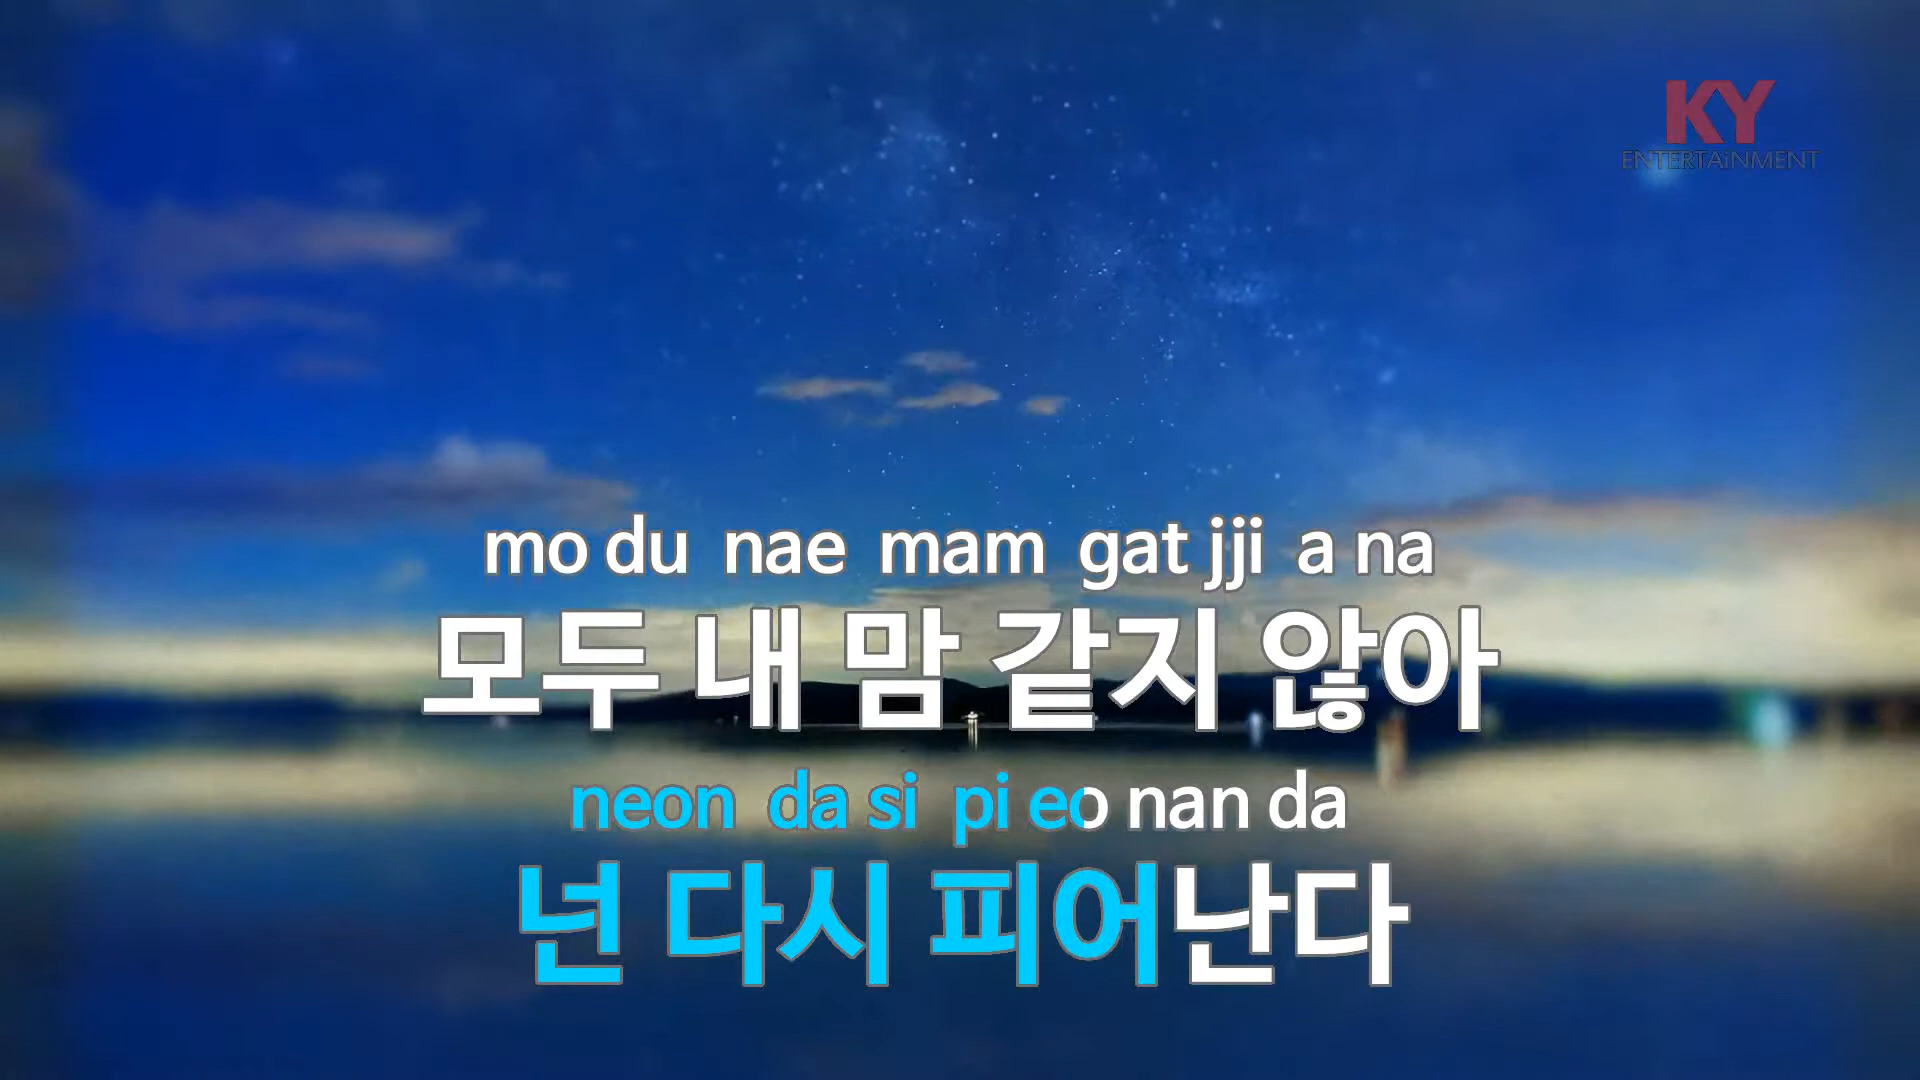 KY
ENTERTAiNMENT
mo du nae mam gat jji a na
모두 내 맘 같지 않아
neon da si pi eo nan da
넌 다시 피어난다